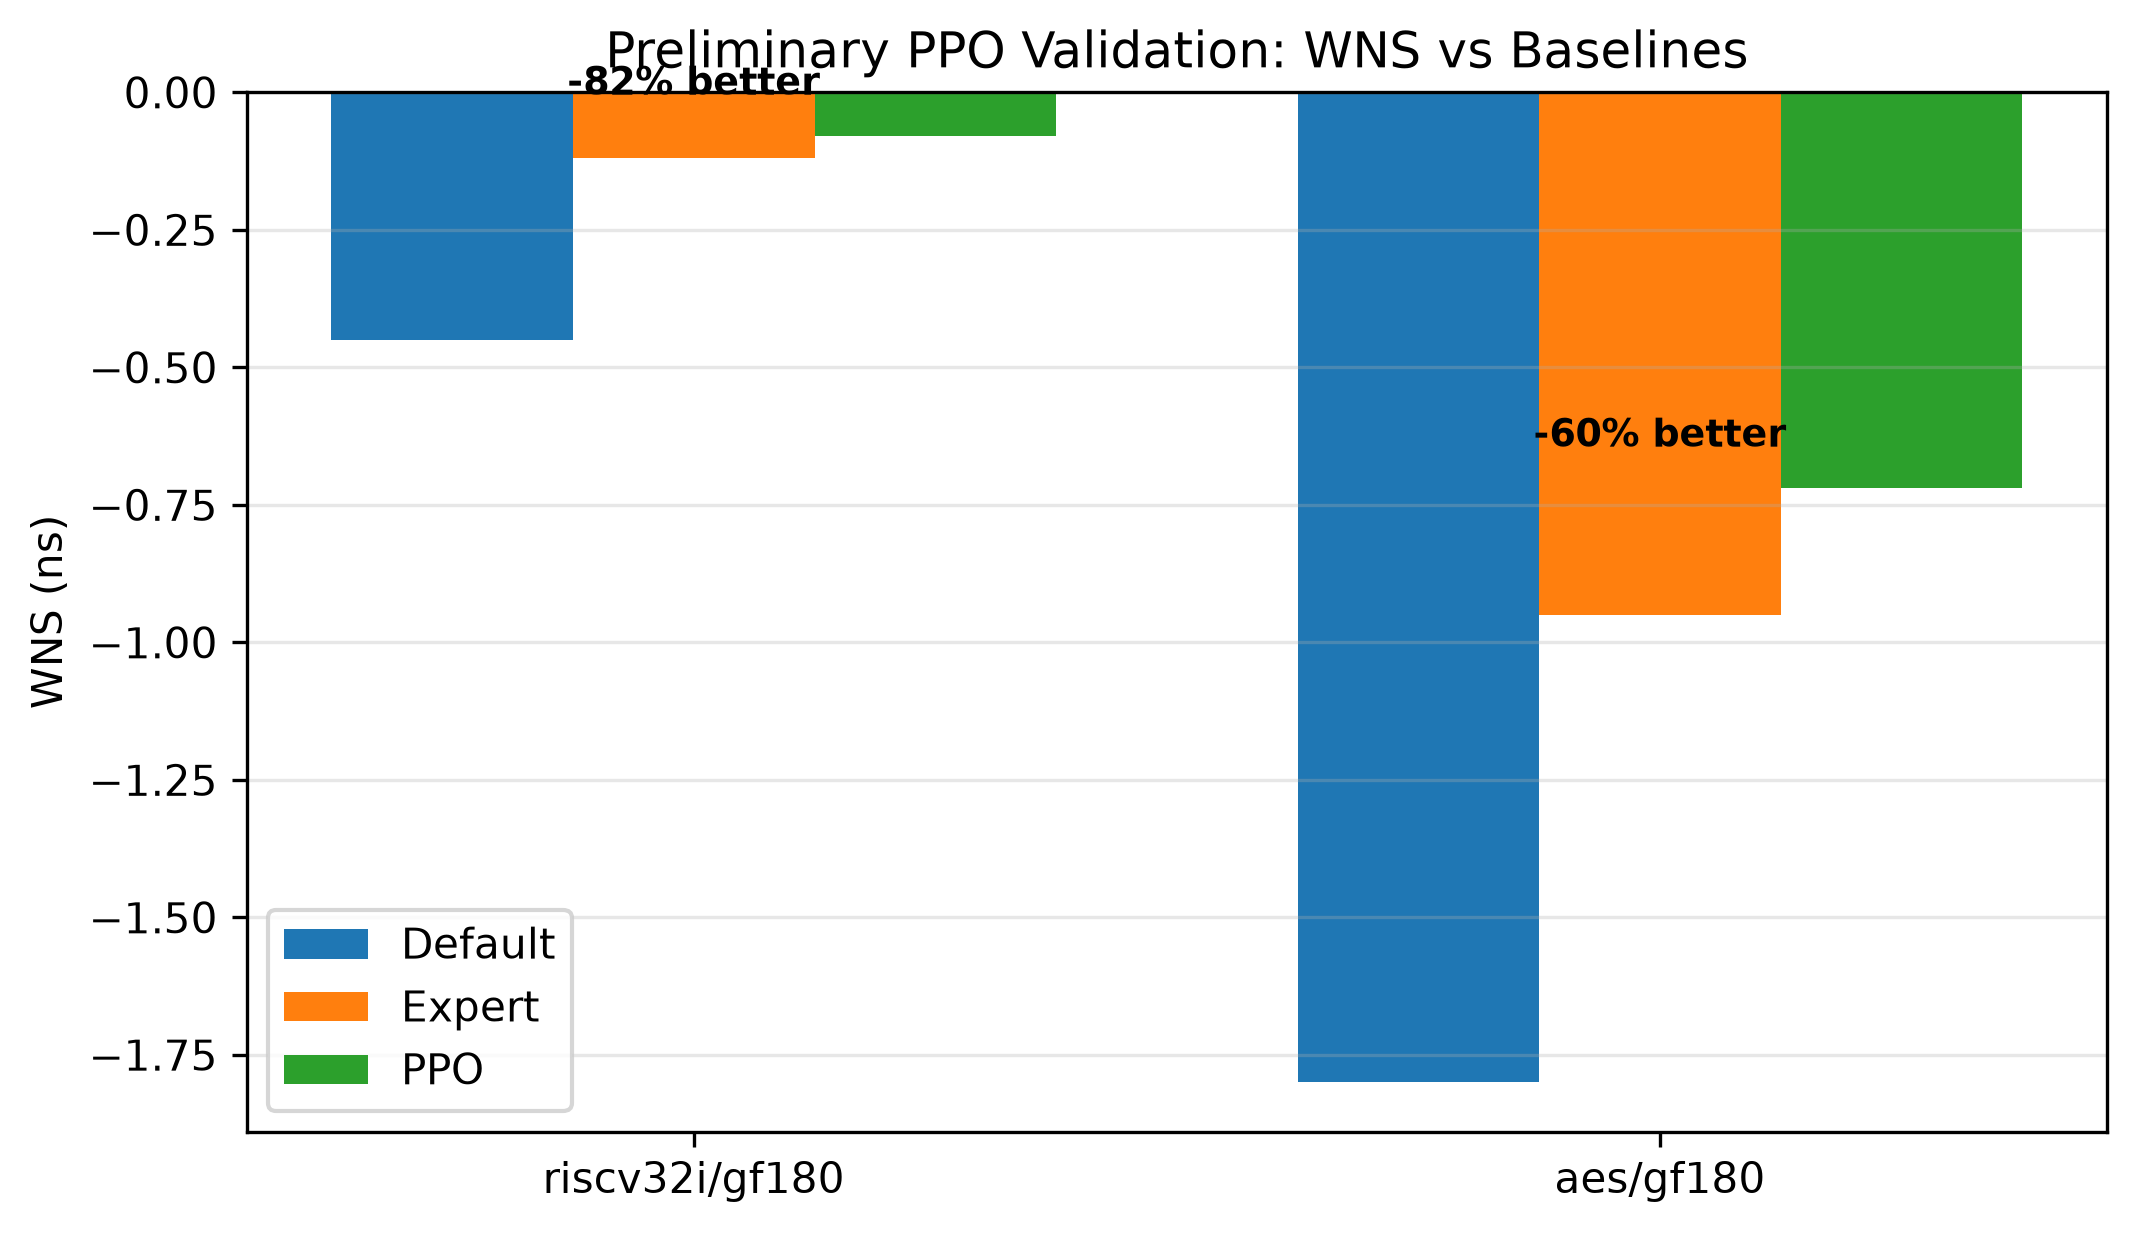 Preliminary PPO Validation: WNS vs Baselines
-82% better
0.00
−0.25
−0.50
-60% better
−0.75
WNS (ns)
−1.00
−1.25
−1.50
−1.75
Default
Expert
PPO
riscv32i/gf180
aes/gf180